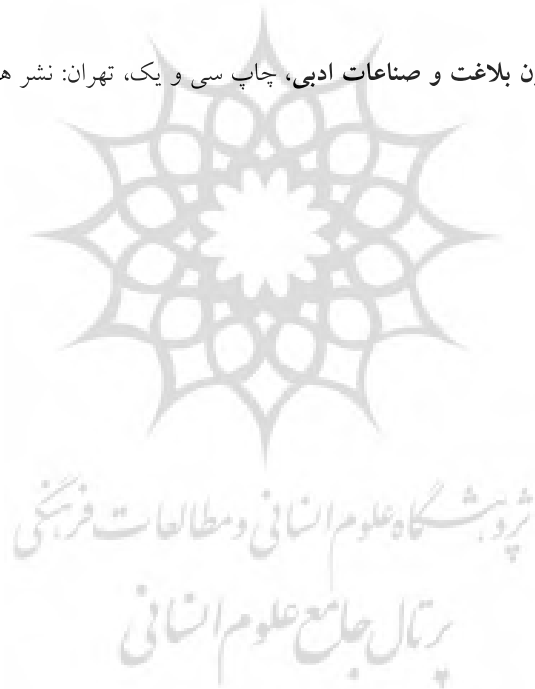 ن بلاغت و صناعات ادبی، چاپ سی و یک، تهران: نشر ه
پژوهشگاه علوم انسانی و مطالعات فرهنگی
پرتال جامع علوم انسانی